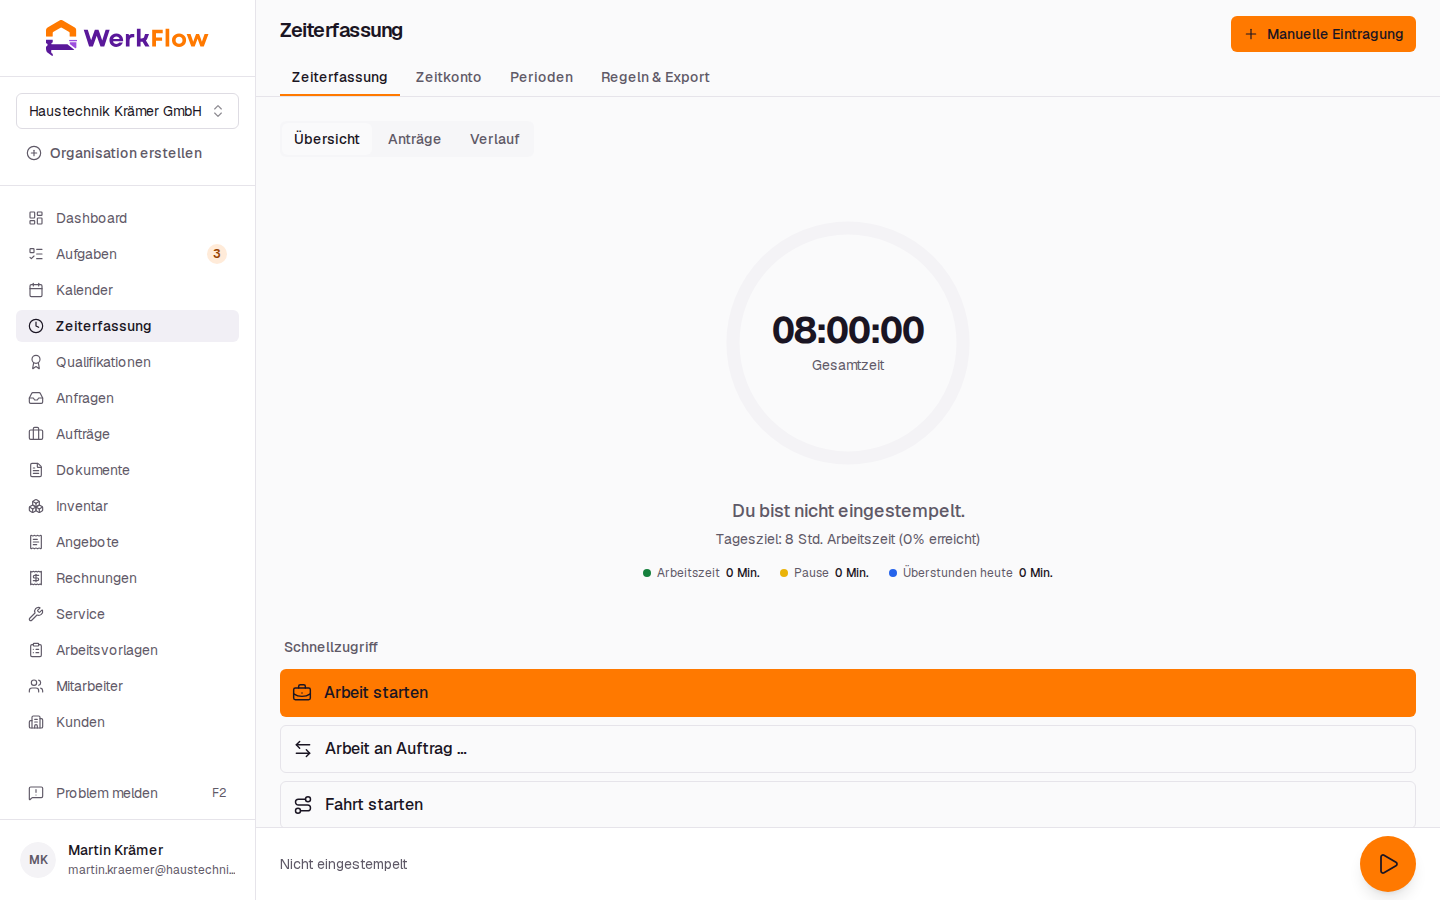 WerkFlow
Haustechnik Krämer GmbH
Organisation erstellen
Dashboard
Aufgaben 3
Kalender
Zeiterfassung
Qualifikationen
Anfragen
Aufträge
Dokumente
Inventar
Angebote
Rechnungen
Service
Arbeitsvorlagen
Mitarbeiter
Kunden
Problem melden F2
MK
Martin Krämer
martin.kraemer@haustechni...
Zeiterfassung
Manuelle Eintragung
Zeiterfassung Zeitkonto Perioden Regeln & Export
Übersicht Anträge Verlauf
08:00:00
Gesamtzeit
Du bist nicht eingestempelt.
Tagesziel: 8 Std. Arbeitszeit (0% erreicht)
Arbeitszeit 0 Min. Pause 0 Min. Überstunden heute 0 Min.
Schnellzugriff
Arbeit starten
Arbeit an Auftrag ...
Fahrt starten
Nicht eingestempelt